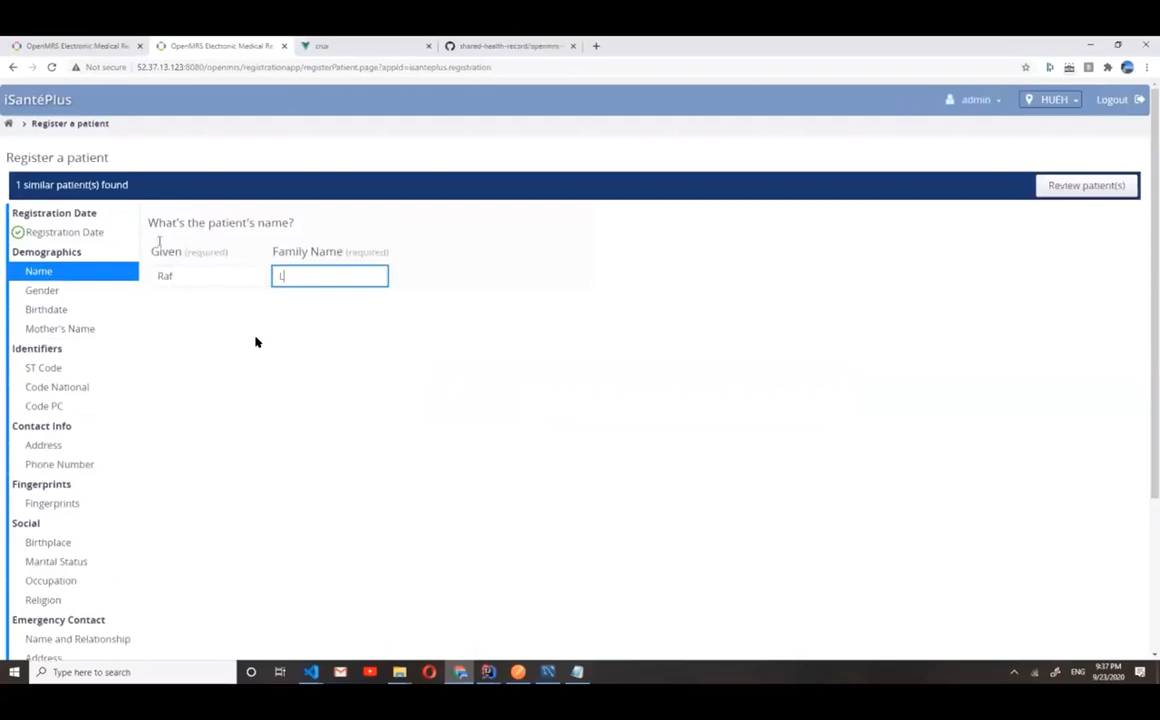 OpenMRS Electronic Medical Re
OpenMRS Electronic Medical Re
crux
shared-health-record/openmrs-
Not secure
52.37.13.123:8080/openmrs/registrationapp/registerPatient.page?appId=isanteplus.registration
iSantéPlus
admin
HUEH
Logout
Register a patient
Register a patient
1 similar patient(s) found
Review patient(s)
Registration Date
Registration Date
Demographics
Name
Gender
Birthdate
Mother's Name
Identifiers
ST Code
Code National
Code PC
Contact Info
Address
Phone Number
Fingerprints
Fingerprints
Social
Birthplace
Marital Status
Occupation
Religion
Emergency Contact
Name and Relationship
Address
What's the patient's name?
Given (required)
Family Name (required)
Raf
L
Type here to search
ENG
9:37 PM
9/23/2020